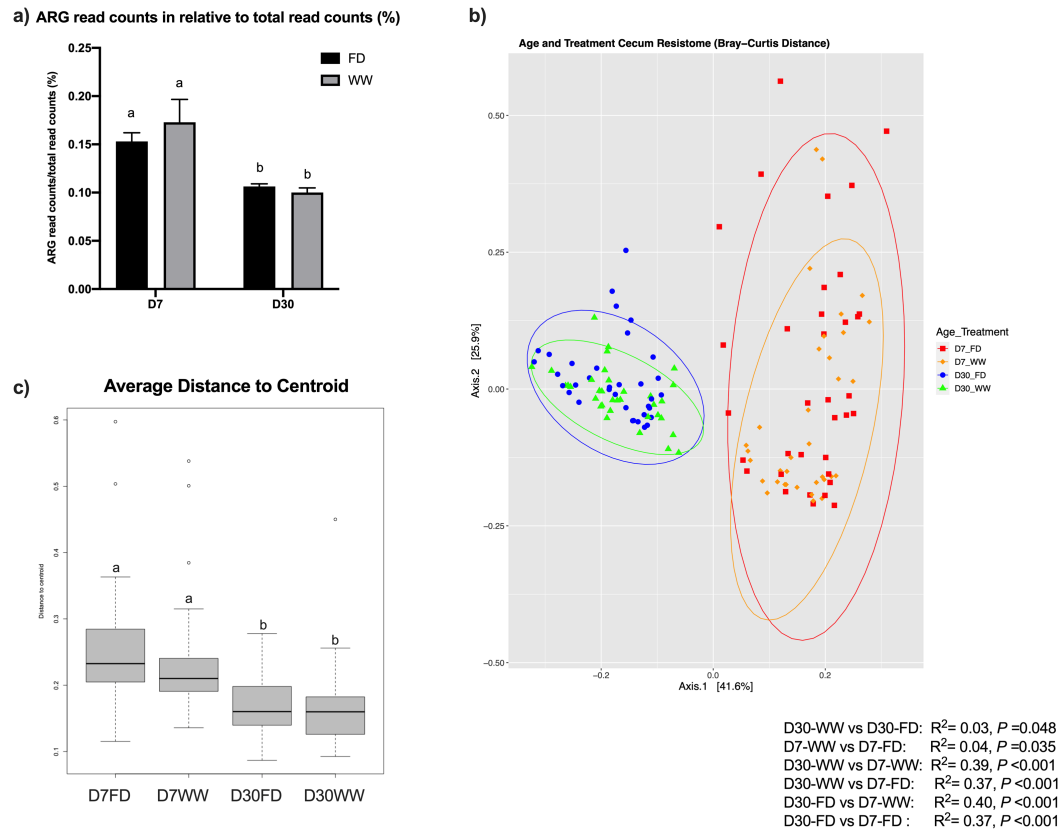 a) ARG read counts in relative to total read counts (%)
ARG read counts/total read counts (%)
0.25
0.20
0.15
0.10
0.05
0.00
a
a
b
b
D7
D30
FD
WW
b)
Age and Treatment Cecum Resistome (Bray−Curtis Distance)
Axis.2 [25.9%]
0.50
0.25
0.00
−0.25
−0.50
−0.2
0.0
0.2
Axis.1 [41.6%]
Age_Treatment
D7_FD
D7_WW
D30_FD
D30_WW
c)
Average Distance to Centroid
Distance to centroid
0.6
0.5
0.4
0.3
0.2
0.1
a
a
b
b
D7FD
D7WW
D30FD
D30WW
D30-WW vs D30-FD: R2= 0.03, P =0.048
D7-WW vs D7-FD: R2= 0.04, P =0.035
D30-WW vs D7-WW: R2= 0.39, P <0.001
D30-WW vs D7-FD: R2= 0.37, P <0.001
D30-FD vs D7-WW: R2= 0.40, P <0.001
D30-FD vs D7-FD : R2= 0.37, P <0.001